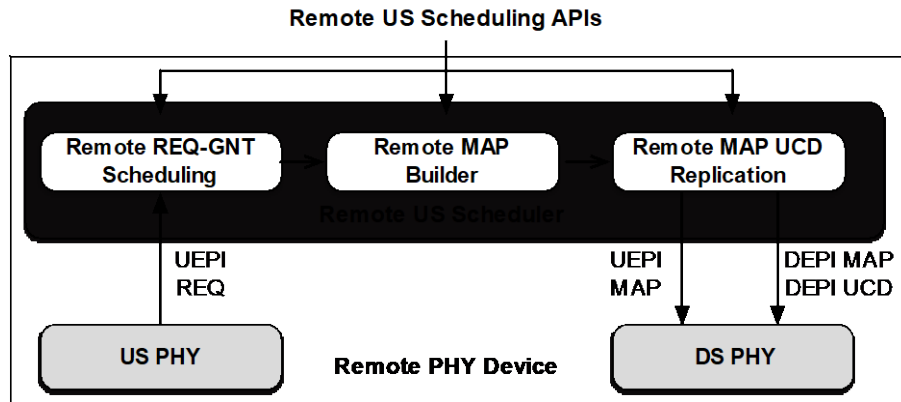 Remote US Scheduling APIs
Remote REQ-GNT
Scheduling
Remote MAP
Builder
Remote MAP UCD
Replication
Remote US Scheduler
UEPI
REQ
UEPI
MAP
DEPI MAP
DEPI UCD
US PHY
Remote PHY Device
DS PHY